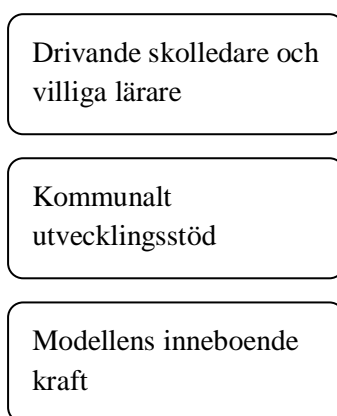 Drivande skolledare och
villiga lärare
Kommunalt
utvecklingsstöd
Modellens inneboende
kraft